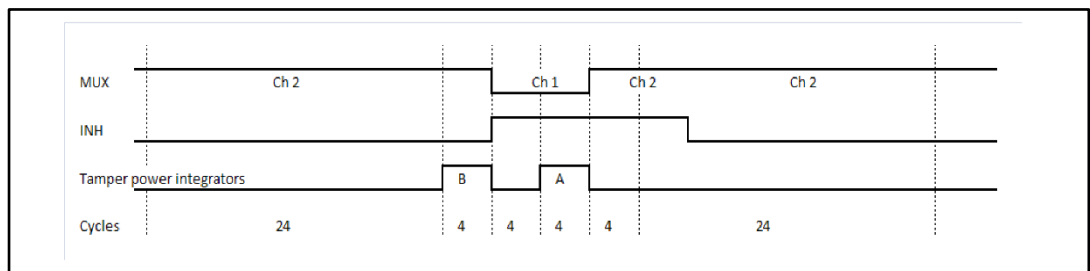 MUX Ch 2 Ch 1 Ch 2 Ch 2
INH
Tamper power integrators B A
Cycles 24 4 4 4 4 24